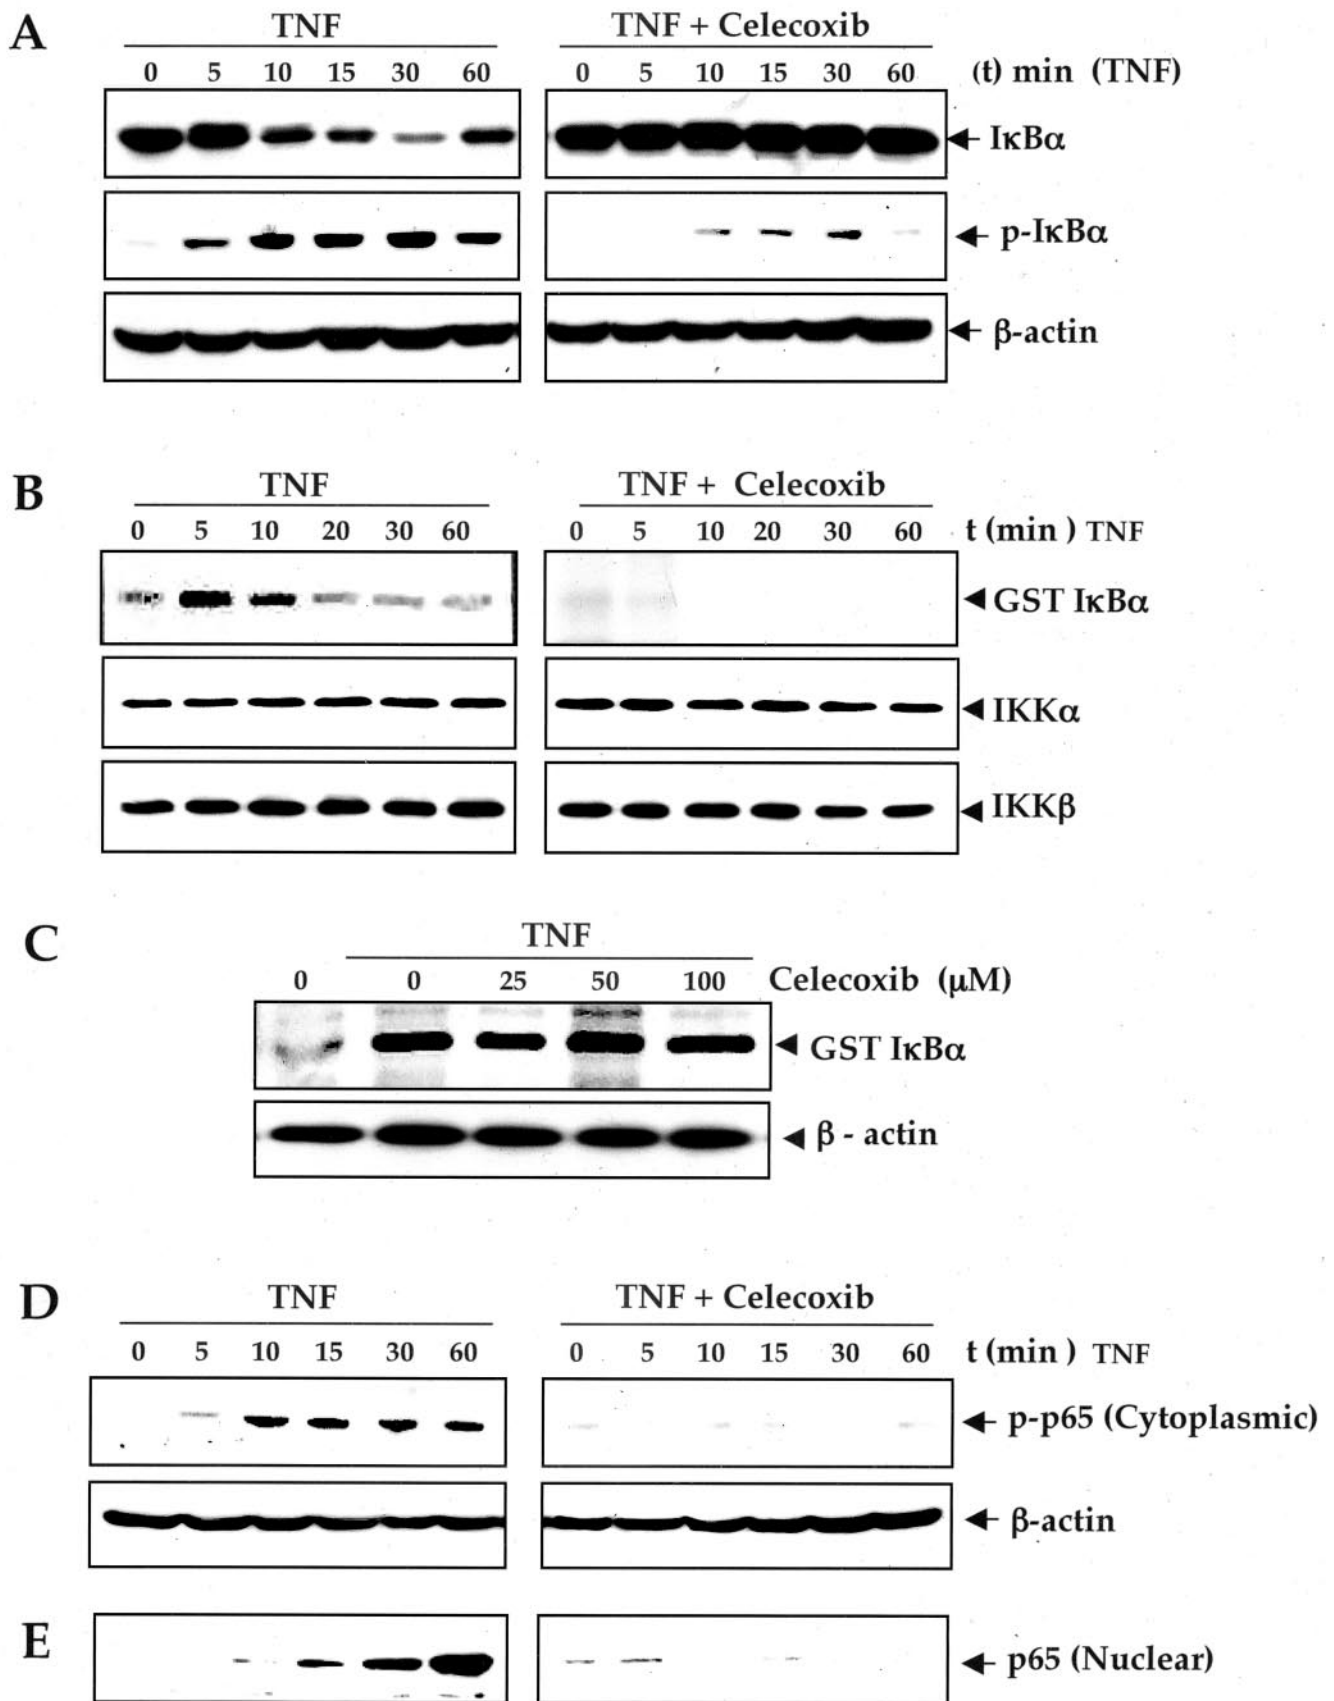 A
TNF
TNF + Celecoxib
0 5 10 15 30 60
0 5 10 15 30 60
(t) min (TNF)
IκBα
p-IκBα
β-actin
B
TNF
TNF + Celecoxib
0 5 10 20 30 60
0 5 10 20 30 60
t (min ) TNF
GST IκBα
IKKα
IKKβ
C
TNF
0 0 25 50 100 Celecoxib (μM)
GST IκBα
β - actin
D
TNF
TNF + Celecoxib
0 5 10 15 30 60
0 5 10 15 30 60
t (min ) TNF
p-p65 (Cytoplasmic)
β-actin
E
p65 (Nuclear)